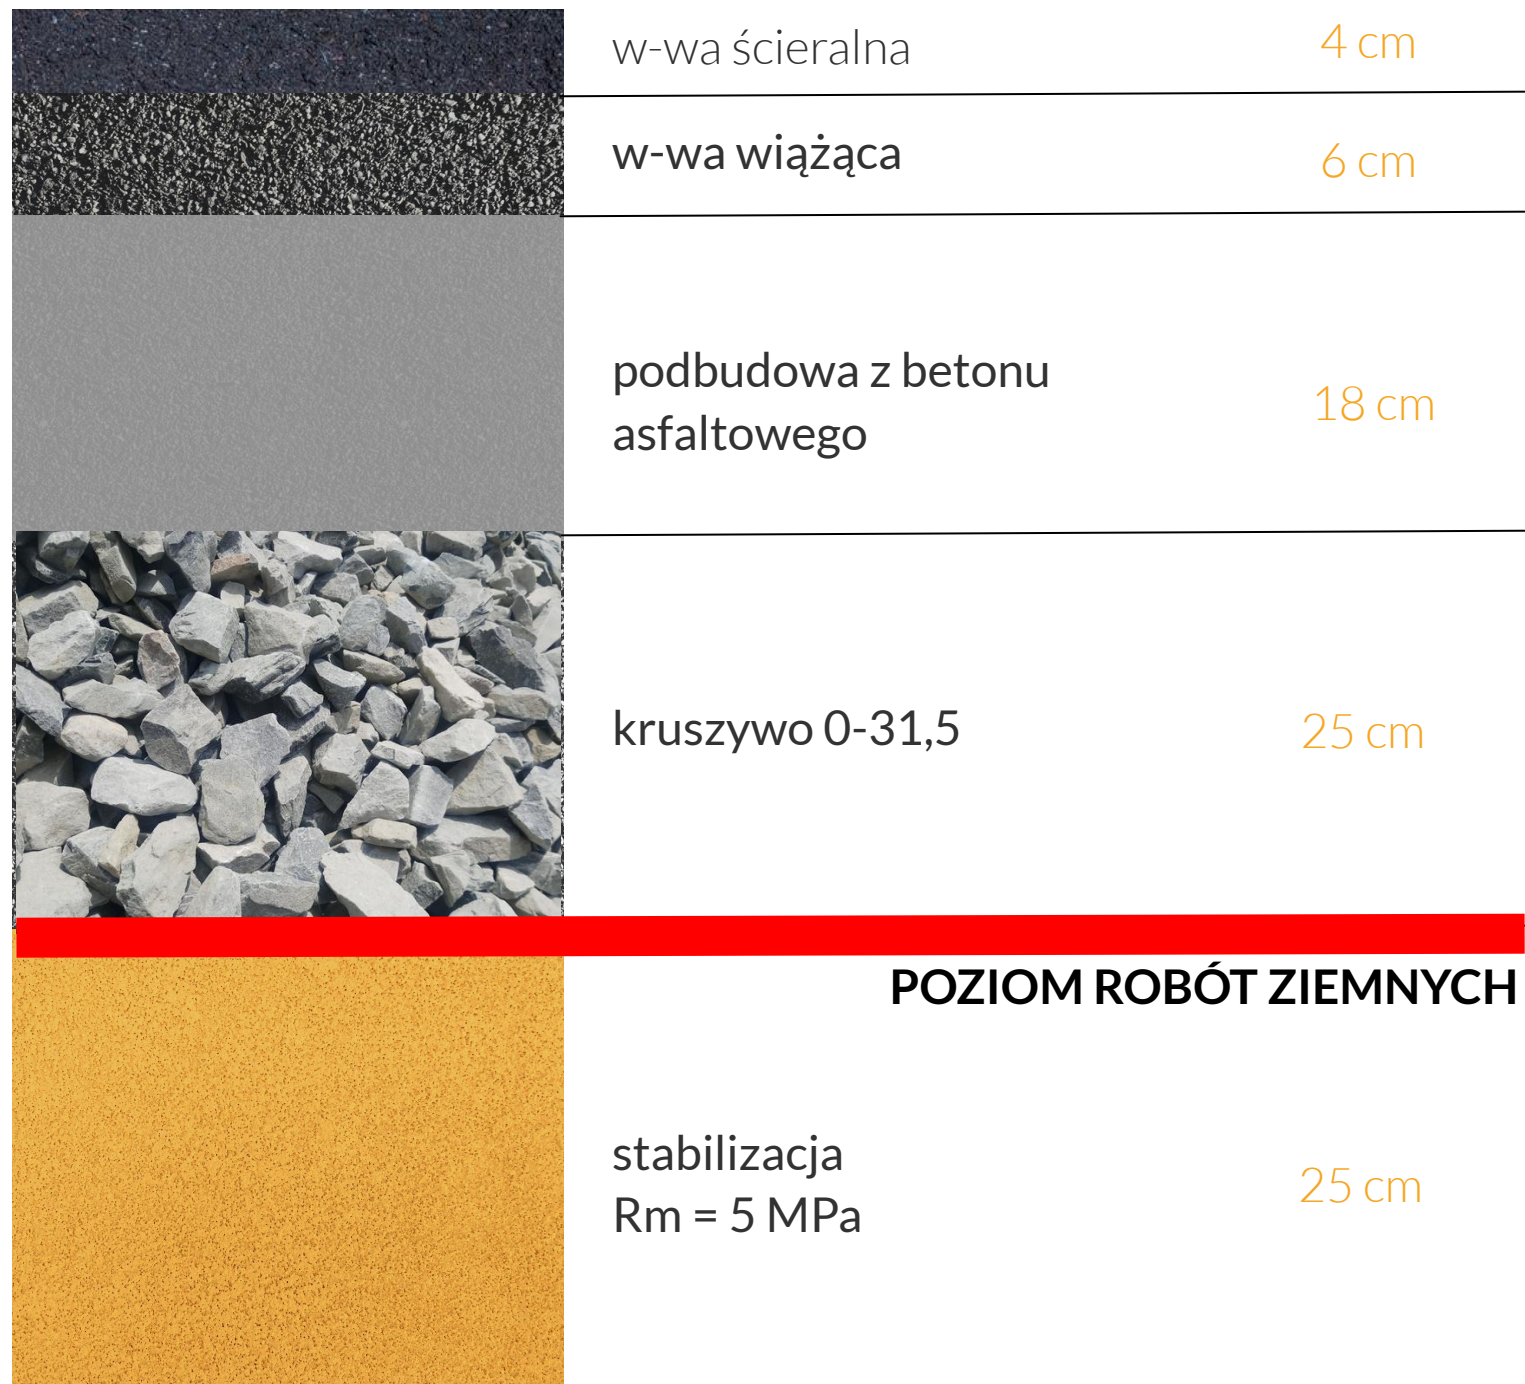 w-wa ścieralna 4 cm
w-wa wiążąca 6 cm
podbudowa z betonu
asfaltowego 18 cm
kruszywo 0-31,5 25 cm
POZIOM ROBÓT ZIEMNYCH
stabilizacja
Rm = 5 MPa 25 cm